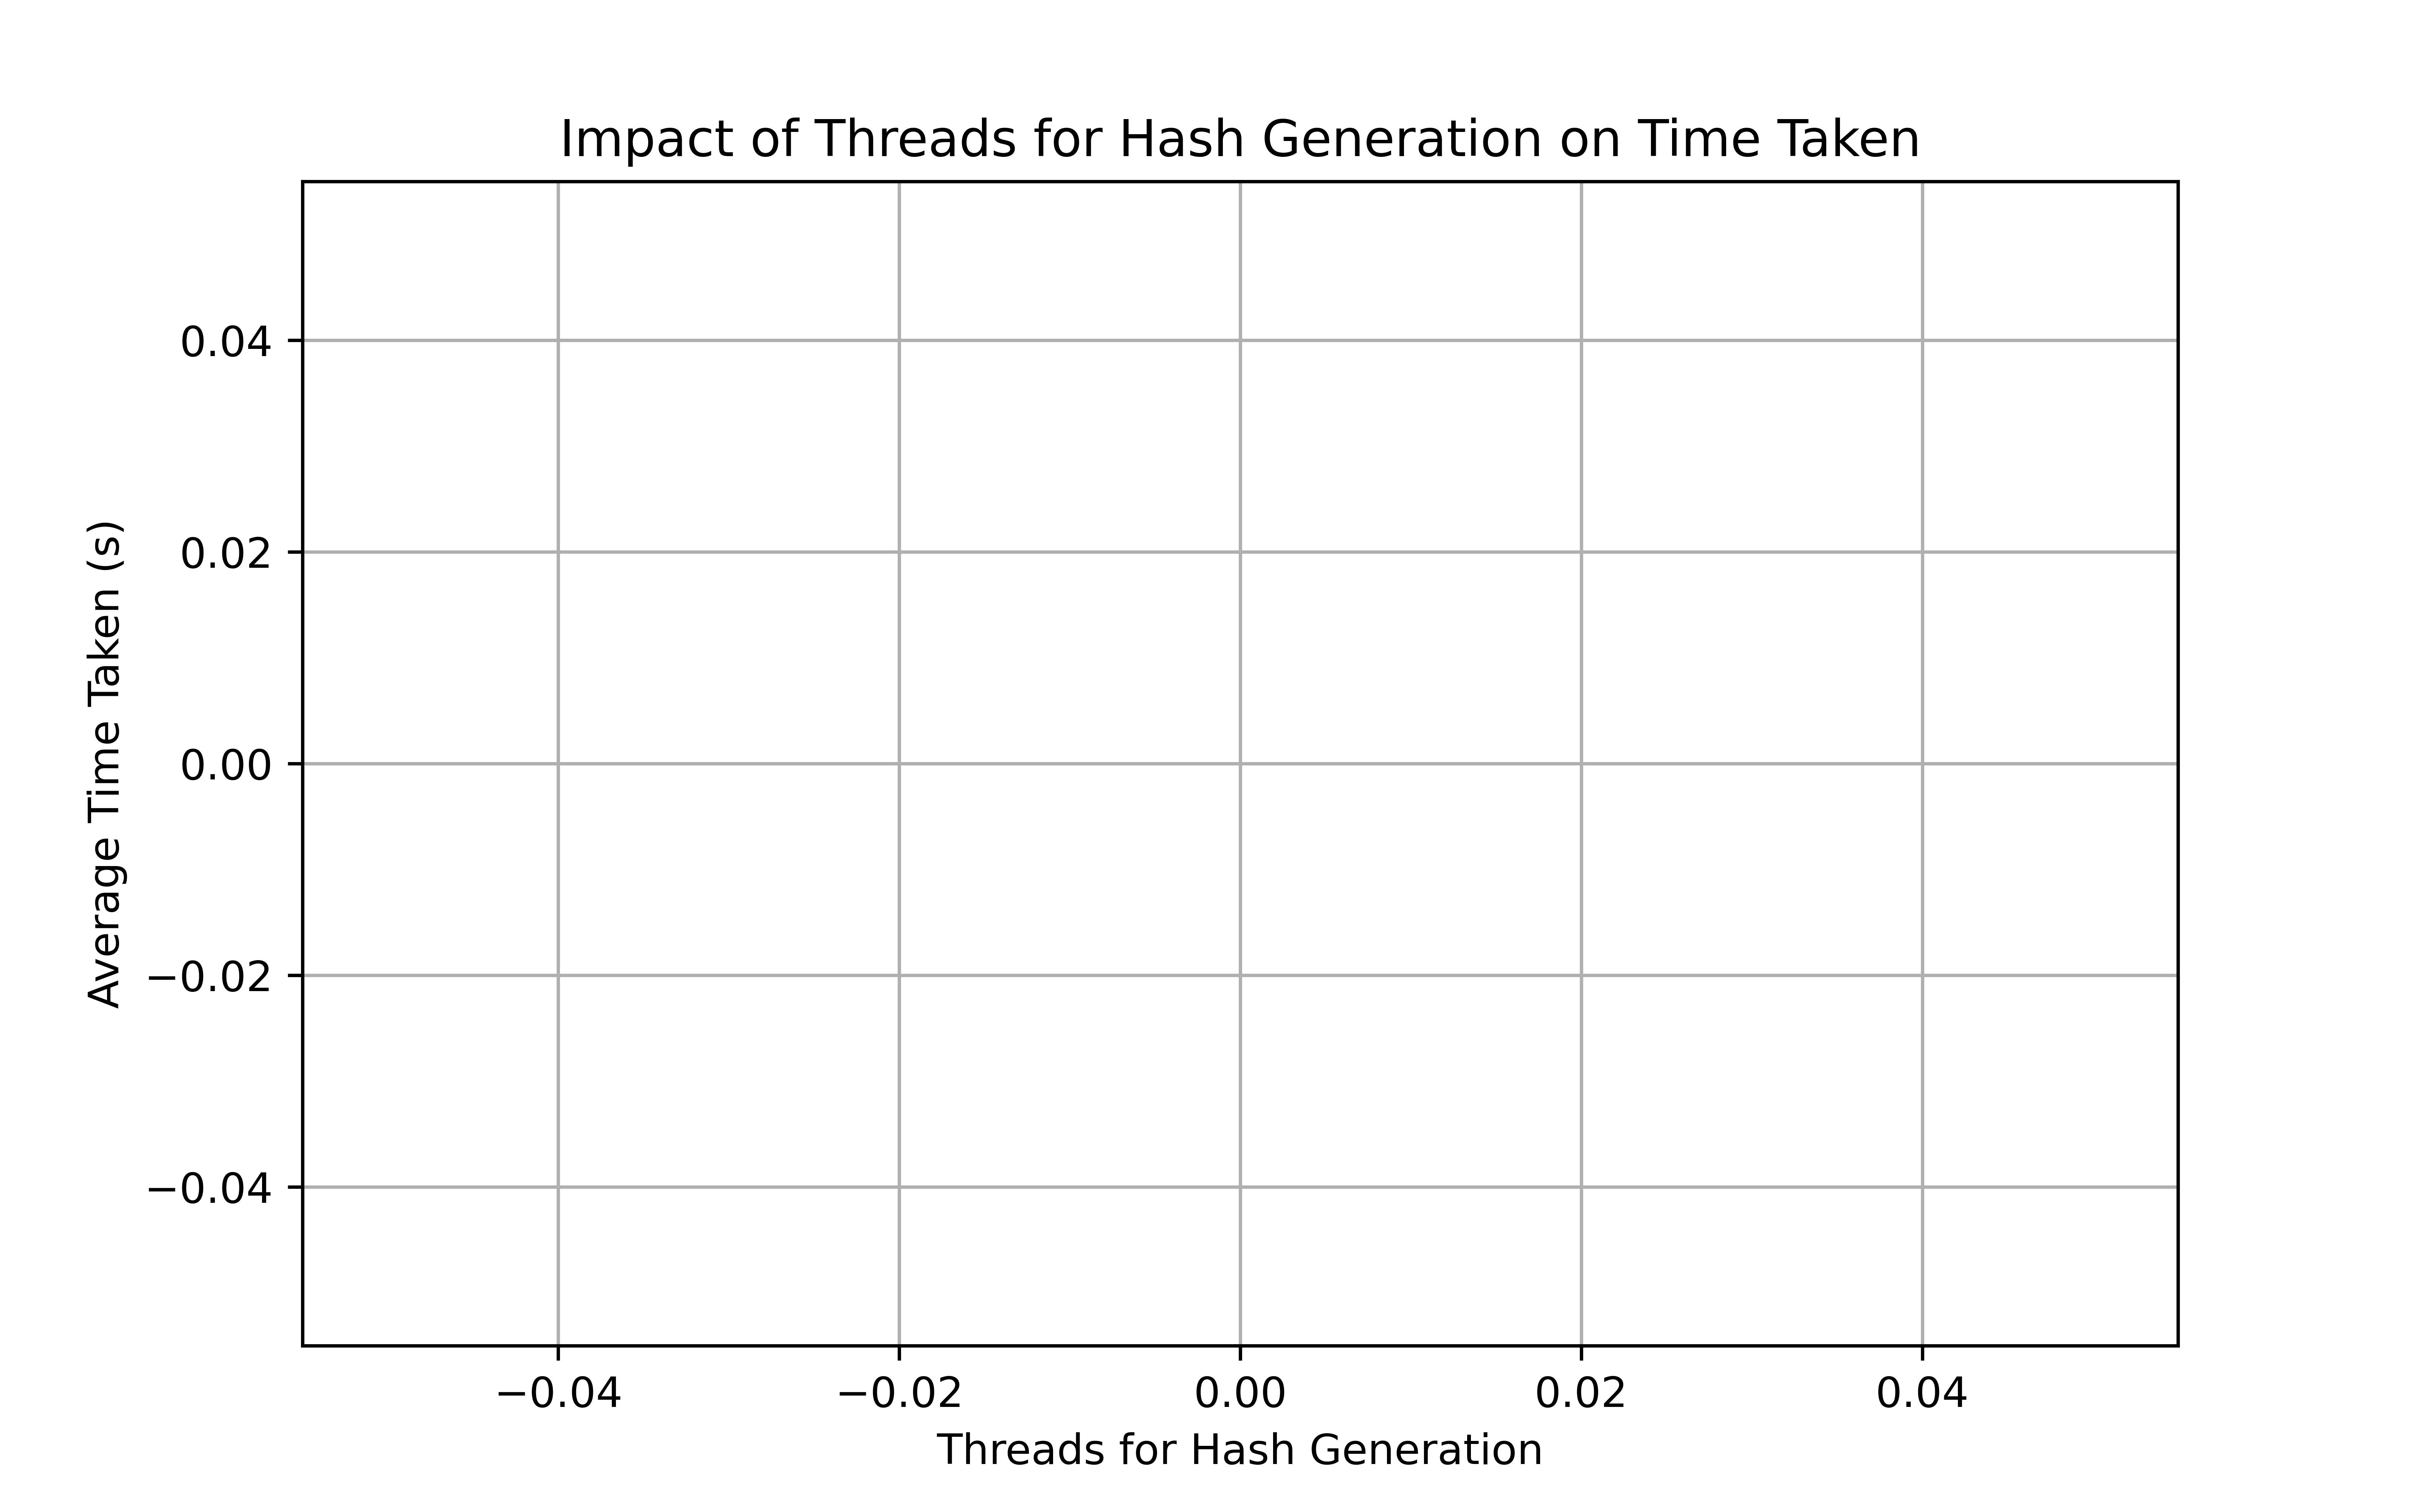 Impact of Threads for Hash Generation on Time Taken
Average Time Taken (s)
0.04
0.02
0.00
−0.02
−0.04
−0.04 −0.02 0.00 0.02 0.04
Threads for Hash Generation